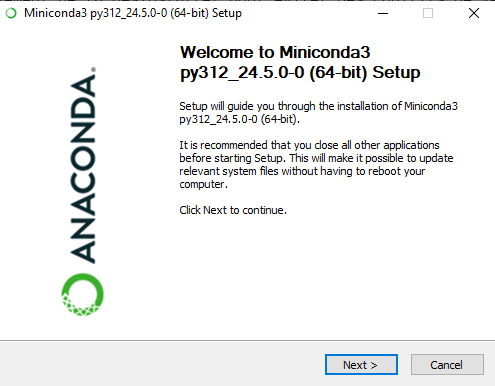 Miniconda3 py312_24.5.0-0 (64-bit) Setup
Welcome to Miniconda3
py312_24.5.0-0 (64-bit) Setup
Setup will guide you through the installation of Miniconda3
py312_24.5.0-0 (64-bit).
It is recommended that you close all other applications
before starting Setup. This will make it possible to update
relevant system files without having to reboot your
computer.
Click Next to continue.
ANACONDA.
Next >
Cancel